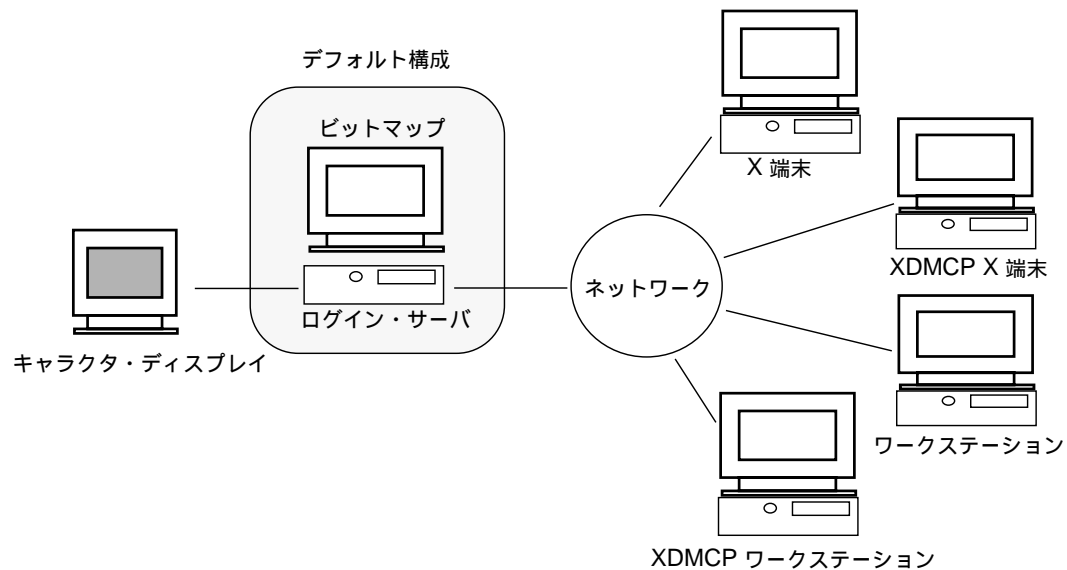 デフォルト構成
ビットマップ
X 端末
XDMCP X 端末
ネットワーク
ログイン・サーバ
キャラクタ・ディスプレイ
ワークステーション
XDMCP ワークステーション